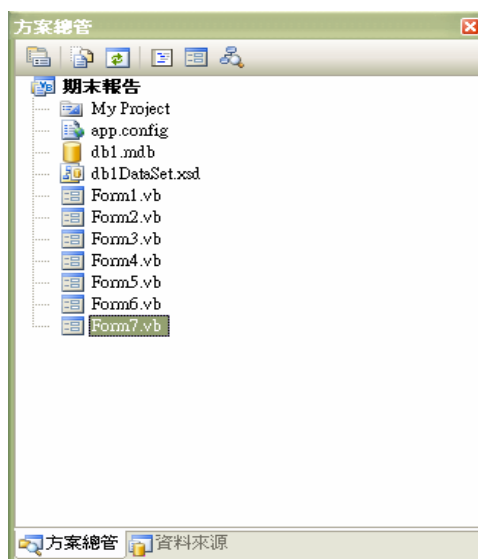 方案總管
期末報告
My Project
app.config
db1.mdb
db1DataSet.xsd
Form1.vb
Form2.vb
Form3.vb
Form4.vb
Form5.vb
Form6.vb
Form7.vb
方案總管 資料來源